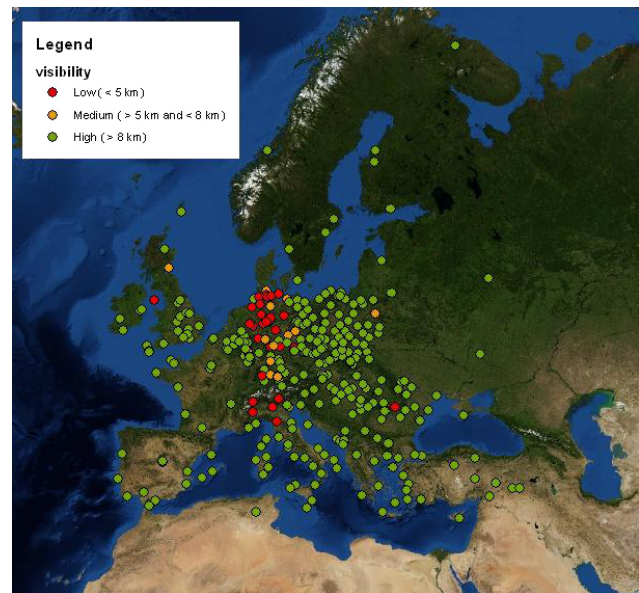 Legend
visibility
Low ( < 5 km)
Medium ( > 5 km and < 8 km)
High ( > 8 km)